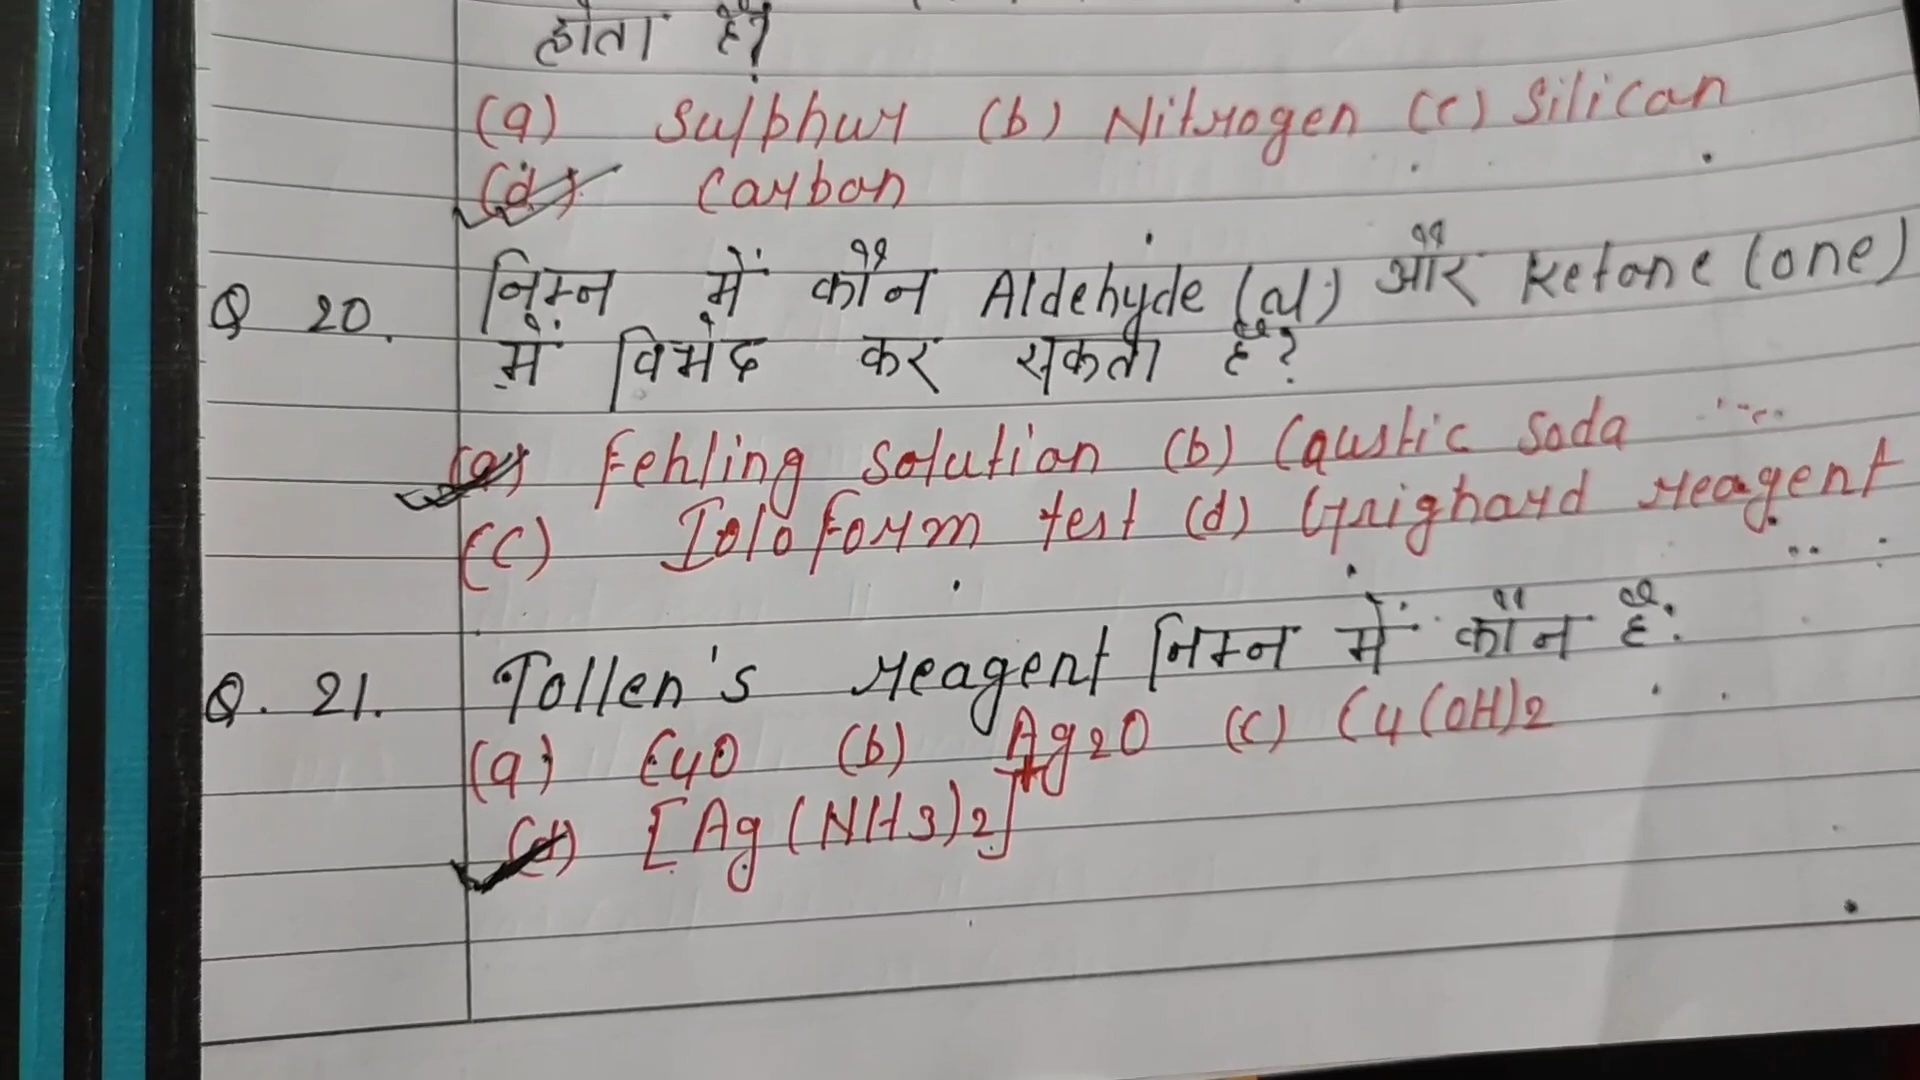 होता है?
(a) Sulphur (b) Nitrogen (c) Silican
(d) Carbon
Q 20. निम्न में कौन Aldehyde (al) और Ketone (one)
में विभेद कर सकता है?
(a) Fehling solution (b) Caustic Soda
(C) Ioloform test (d) Grighard reagent
Q. 21. Tollen's reagent निम्न में कौन है.
(a) CuO (b) Ag2O (c) Cu(OH)2
(d) [Ag(NH3)2]+